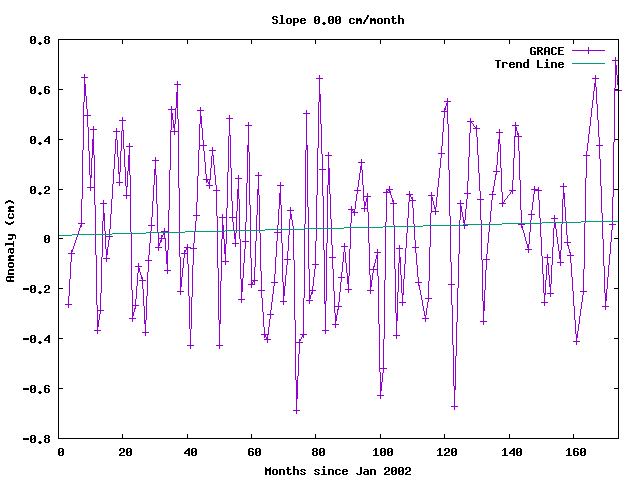 Slope 0.00 cm/month
GRACE
Trend Line
0.8
0.6
0.4
0.2
0
-0.2
-0.4
-0.6
-0.8
Anomaly (cm)
0 20 40 60 80 100 120 140 160
Months since Jan 2002